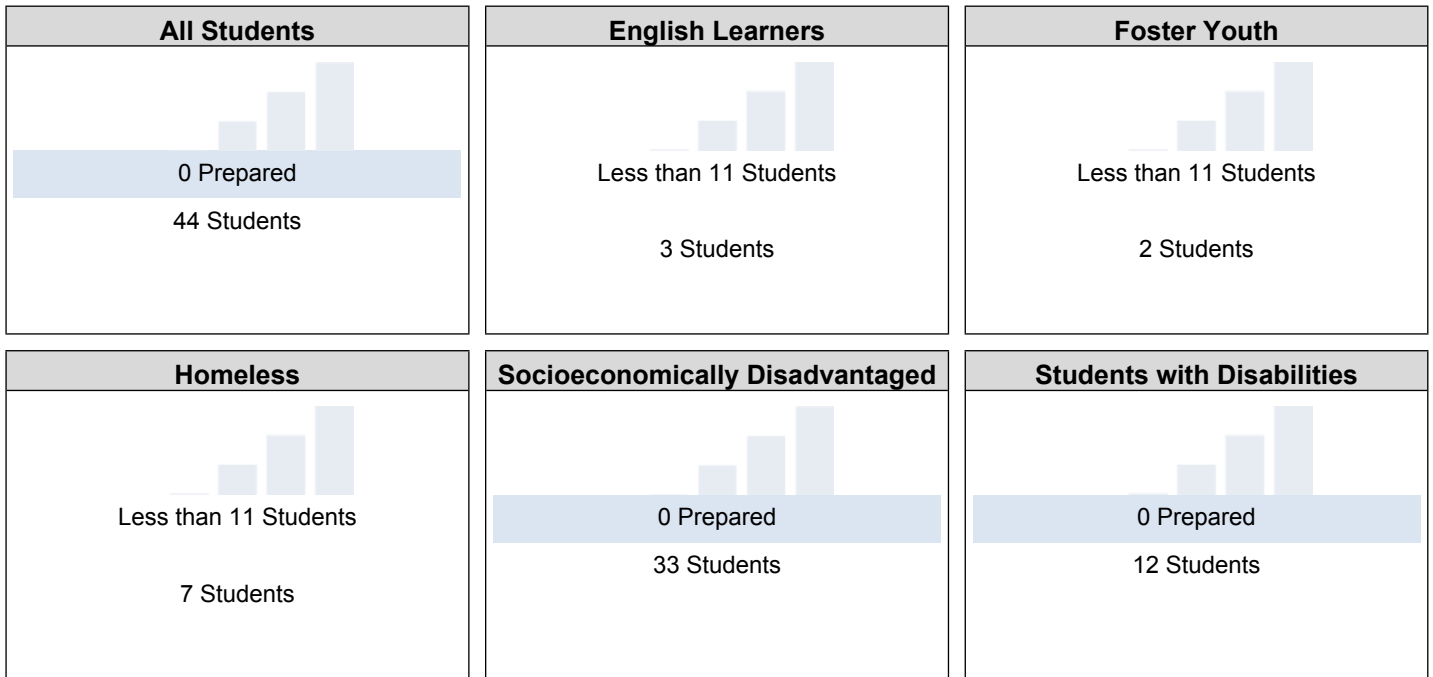 All Students
0 Prepared
44 Students
English Learners
Less than 11 Students
3 Students
Foster Youth
Less than 11 Students
2 Students
Homeless
Less than 11 Students
7 Students
Socioeconomically Disadvantaged
0 Prepared
33 Students
Students with Disabilities
0 Prepared
12 Students